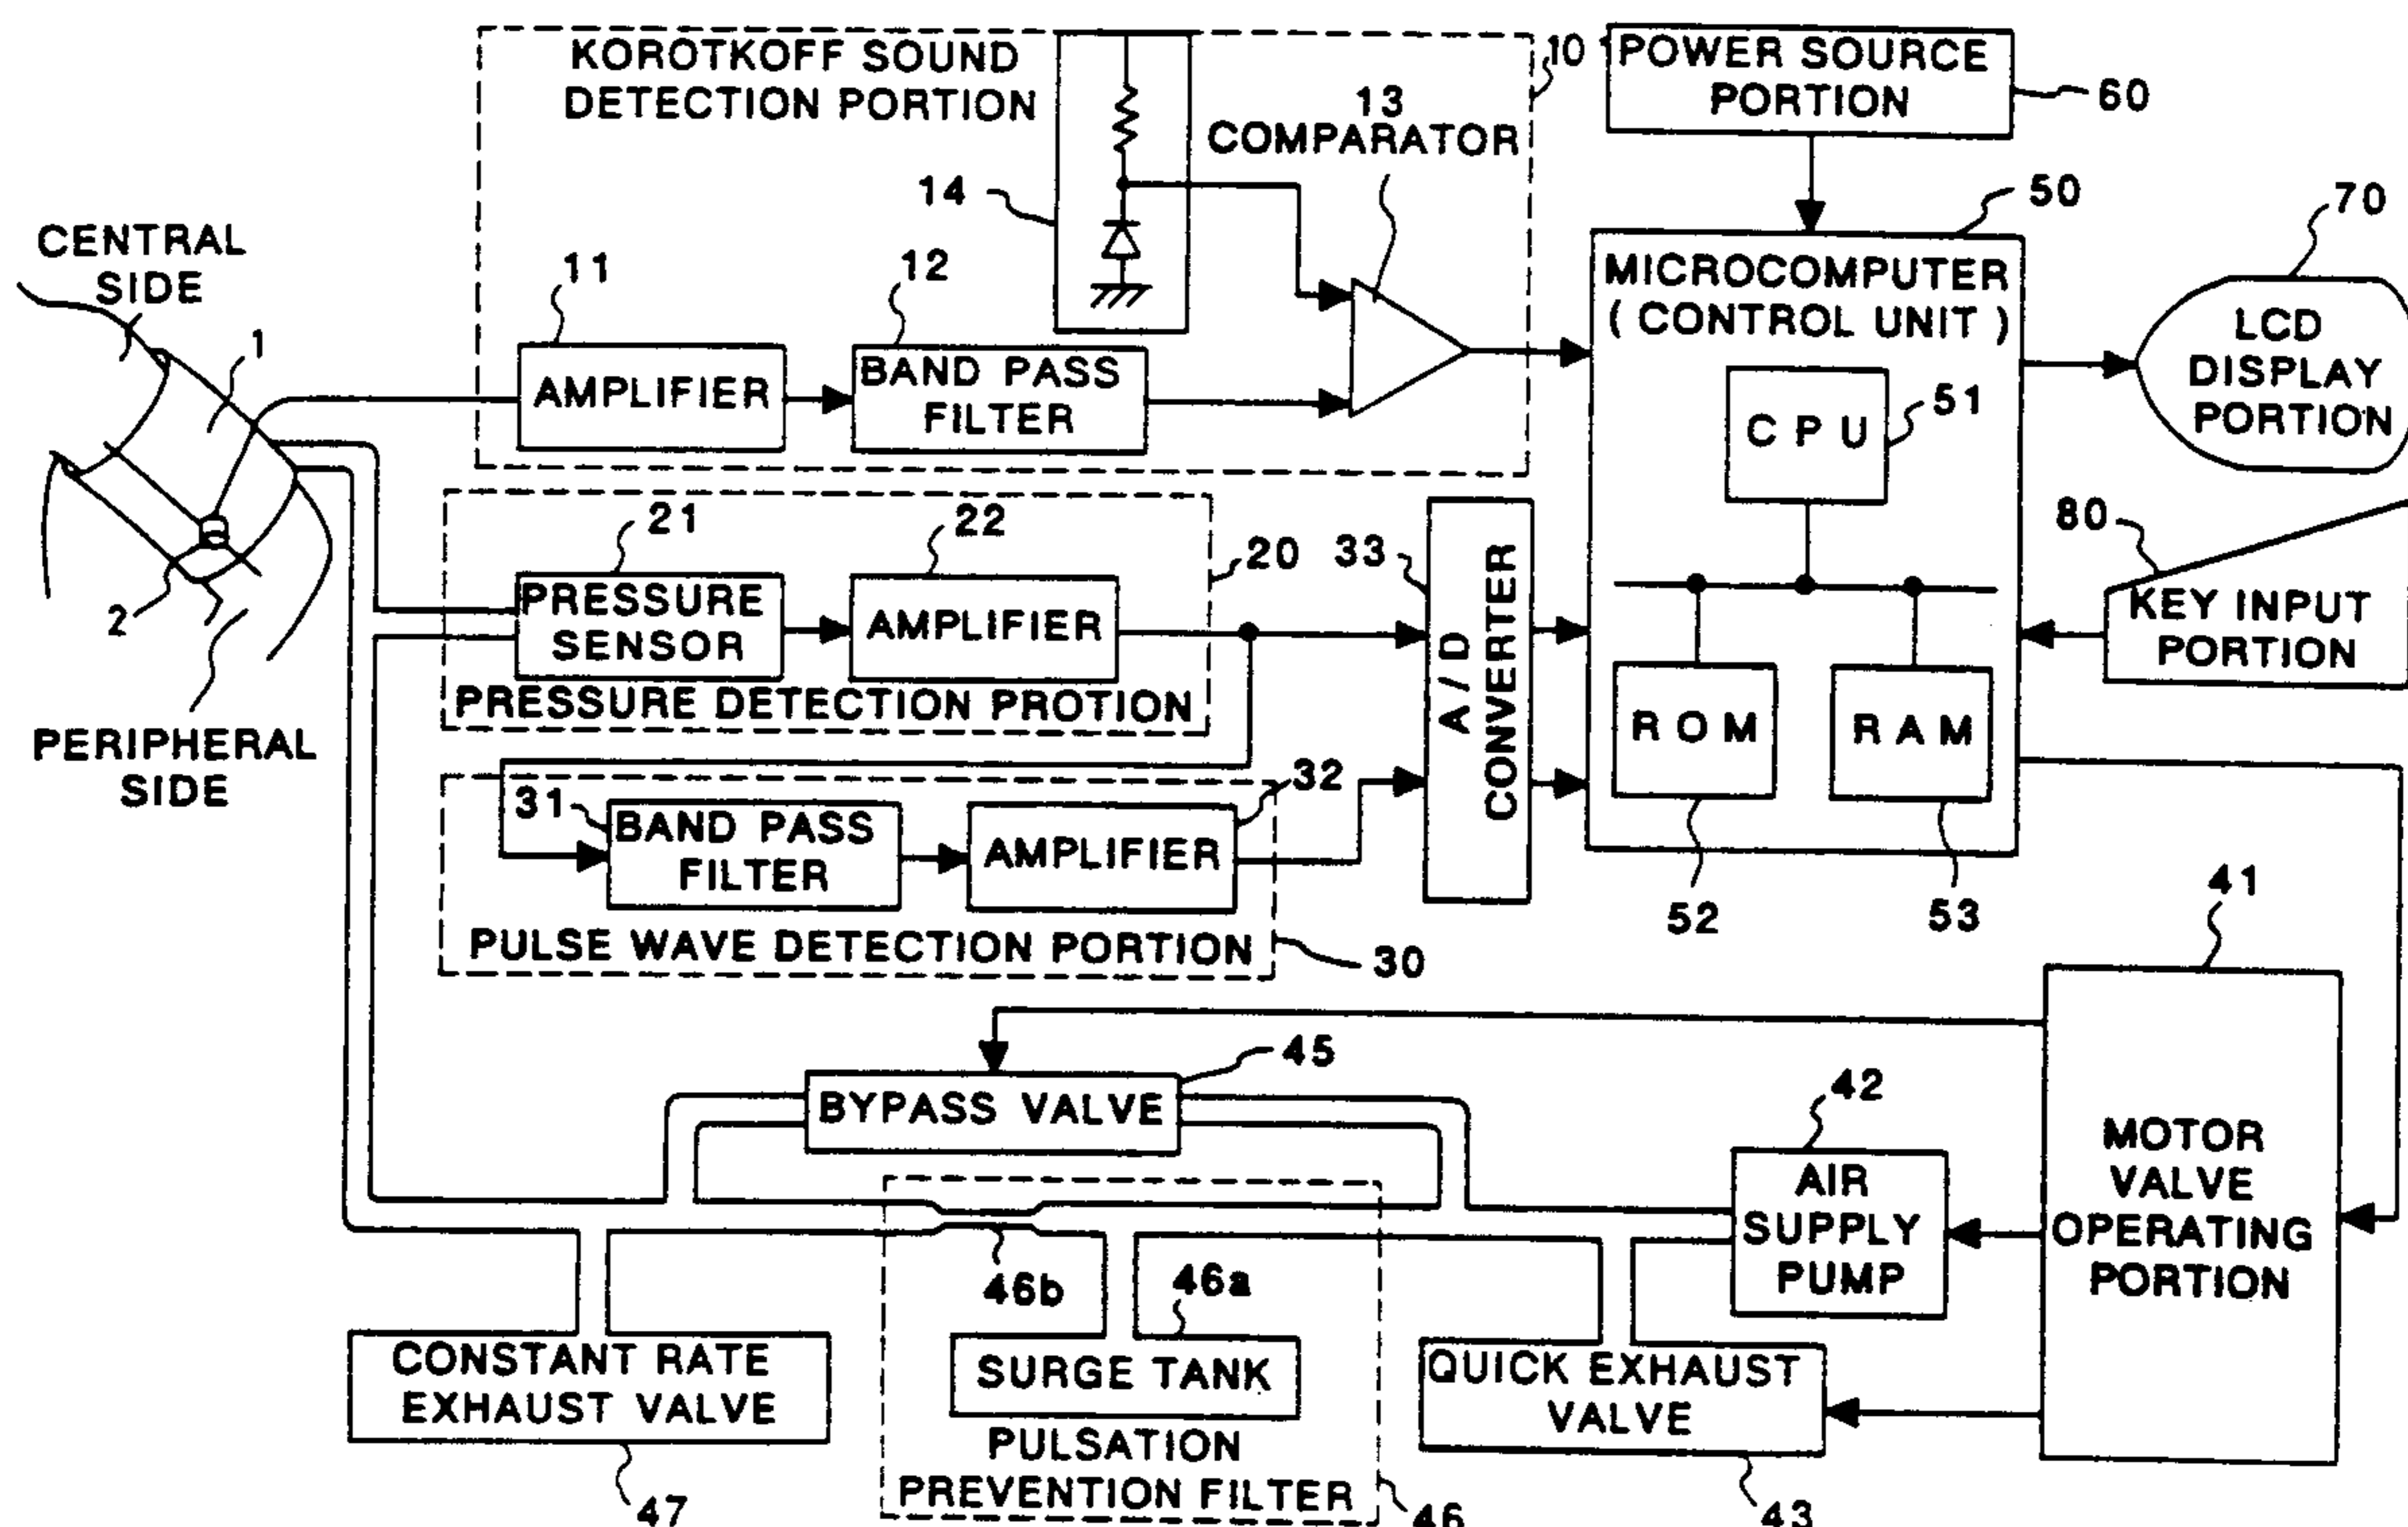 KOROTKOFF SOUND
DETECTION PORTION
10
13
COMPARATOR
POWER SOURCE
PORTION
60
14
50
70
CENTRAL
SIDE
11
12
1
AMPLIFIER
BAND PASS
FILTER
MICROCOMPUTER
( CONTROL UNIT )
CPU
51
LCD
DISPLAY
PORTION
21
22
20
33
80
2
PRESSURE
SENSOR
AMPLIFIER
PRESSURE DETECTION PROTION
A/D
CONVERTER
ROM
RAM
KEY INPUT
PORTION
PERIPHERAL
SIDE
31
32
BAND PASS
FILTER
AMPLIFIER
PULSE WAVE DETECTION PORTION
30
52
53
41
45
BYPASS VALVE
42
AIR
SUPPLY
PUMP
MOTOR
VALVE
OPERATING
PORTION
46b
46a
CONSTANT RATE
EXHAUST VALVE
SURGE TANK
PULSATION
PREVENTION FILTER
QUICK EXHAUST
VALVE
47
46
43